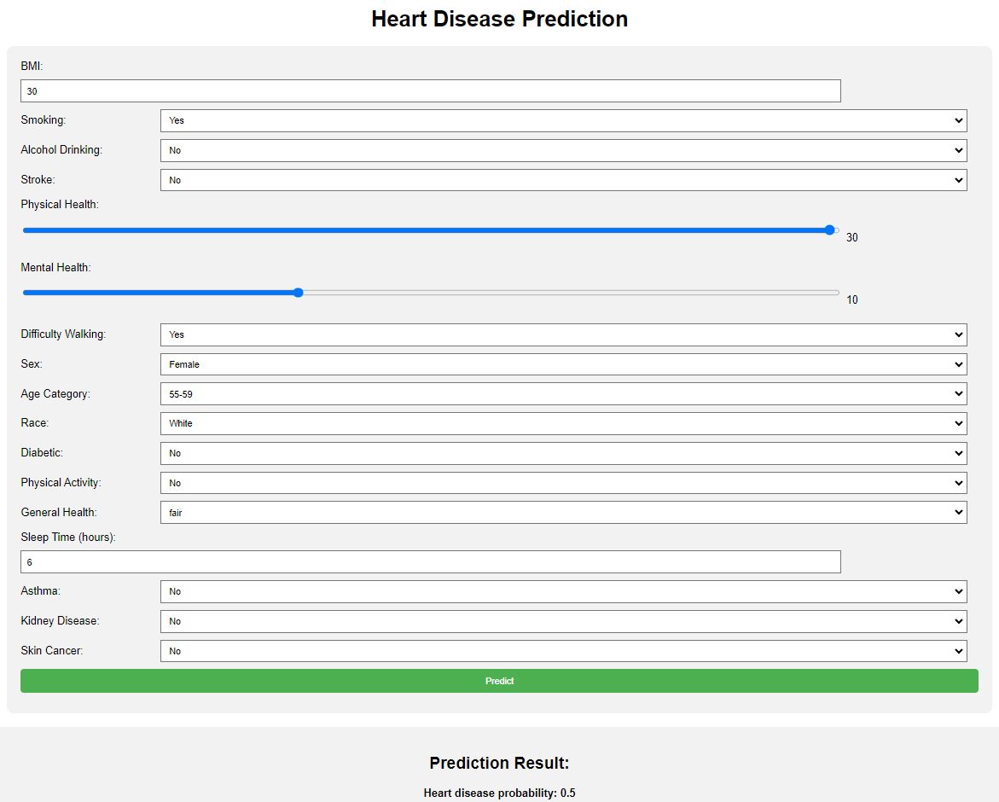 Heart Disease Prediction
BMI:
30
Smoking: Yes
Alcohol Drinking: No
Stroke: No
Physical Health:
30
Mental Health:
10
Difficulty Walking: Yes
Sex: Female
Age Category: 55-59
Race: White
Diabetic: No
Physical Activity: No
General Health: fair
Sleep Time (hours):
6
Asthma: No
Kidney Disease: No
Skin Cancer: No
Predict
Prediction Result:
Heart disease probability: 0.5